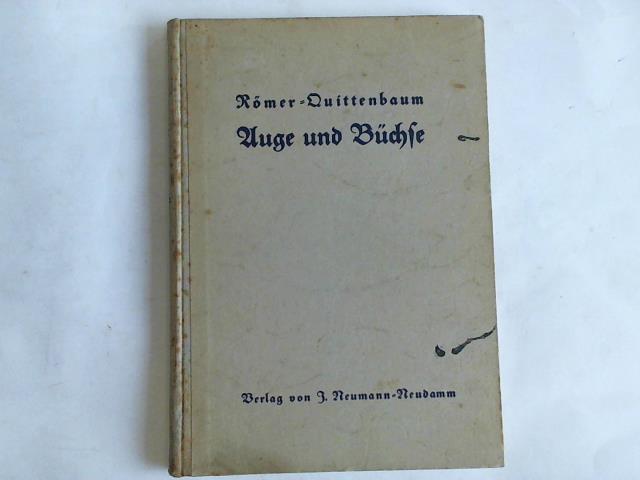 Römer-Quittenbaum
Auge und Büchſe
Verlag von J. Neumann-Neudamm